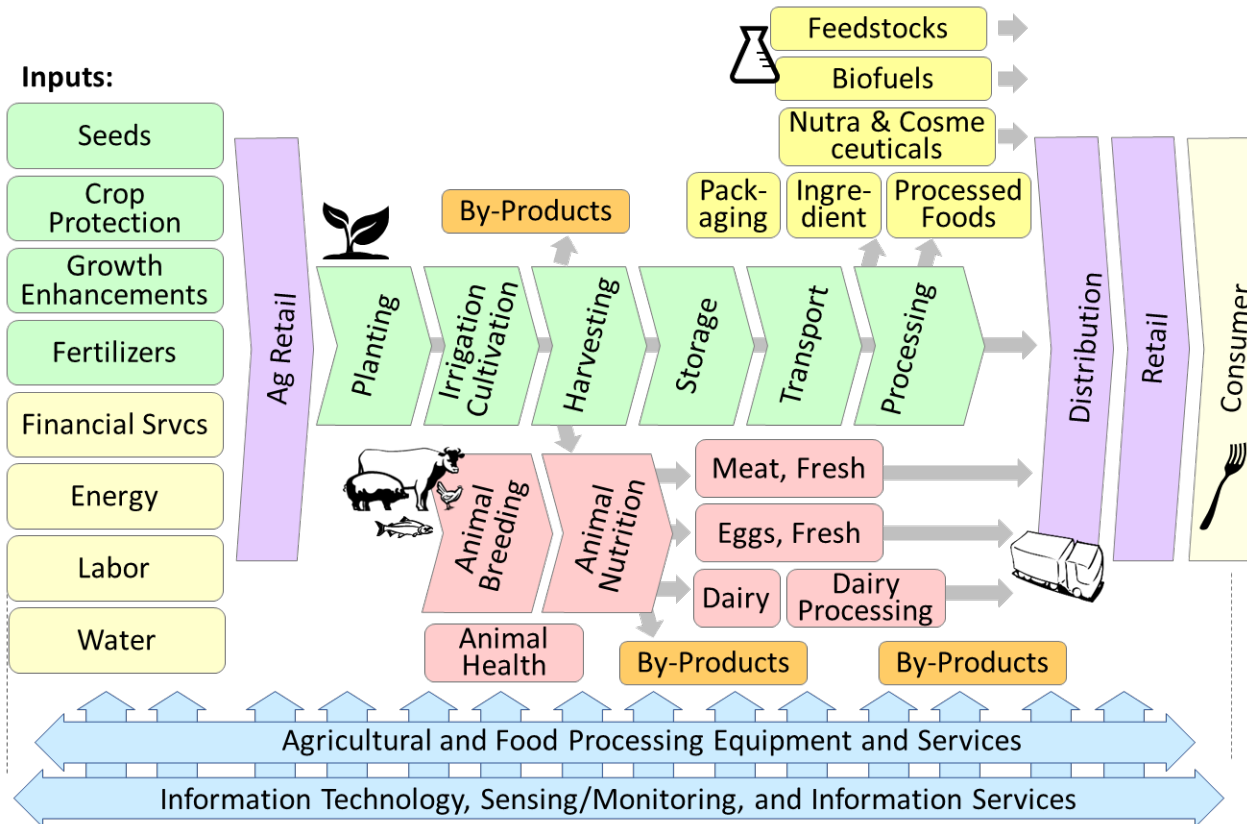 Inputs:
Seeds
Crop
Protection
Growth
Enhancements
Fertilizers
Financial Srvcs
Energy
Labor
Water
Ag Retail
Planting
Irrigation
Cultivation
Harvesting
Storage
Transport
Processing
By-Products
Feedstocks
Biofuels
Nutra & Cosme
ceuticals
Pack-
aging
Ingre-
dient
Processed
Foods
Animal
Breeding
Animal
Nutrition
Animal
Health
Meat, Fresh
Eggs, Fresh
Dairy
Dairy
Processing
By-Products
By-Products
Distribution
Retail
Consumer
Agricultural and Food Processing Equipment and Services
Information Technology, Sensing/Monitoring, and Information Services